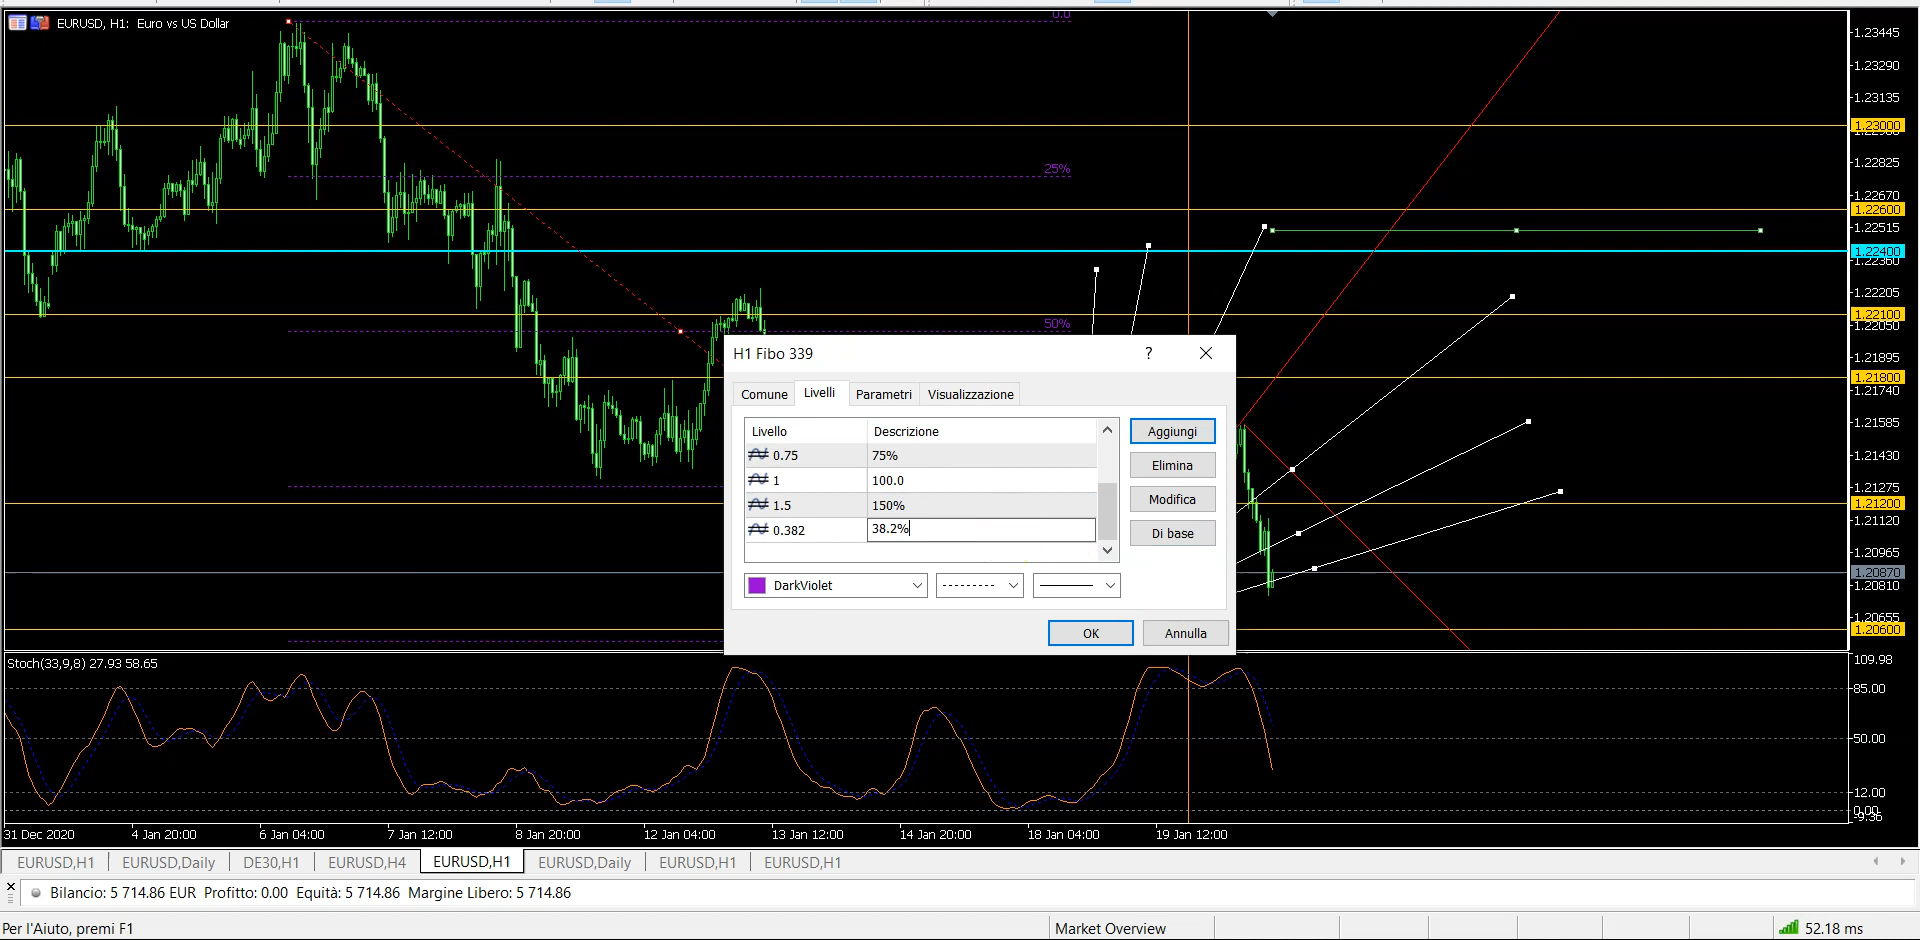 EURUSD, H1: Euro vs US Dollar
0.0
25%
50%
1.23445
1.23290
1.23135
1.23000
1.22825
1.22670
1.22600
1.22515
1.22400
1.22360
1.22205
1.22100
1.22050
1.21895
1.21800
1.21740
1.21585
1.21430
1.21275
1.21200
1.21120
1.20965
1.20870
1.20810
1.20655
1.20600
H1 Fibo 339
?
Comune Livelli Parametri Visualizzazione
Livello Descrizione
0.75 75%
1 100.0
1.5 150%
0.382 38.2%
Aggiungi
Elimina
Modifica
Di base
DarkViolet
OK Annulla
Stoch(33,9,8) 27.93 58.65
109.98
85.00
50.00
12.00
0.00
-9.36
31 Dec 2020 4 Jan 20:00 6 Jan 04:00 7 Jan 12:00 8 Jan 20:00 12 Jan 04:00 13 Jan 12:00 14 Jan 20:00 18 Jan 04:00 19 Jan 12:00
EURUSD,H1 EURUSD,Daily DE30,H1 EURUSD,H4 EURUSD,H1 EURUSD,Daily EURUSD,H1 EURUSD,H1
Bilancio: 5 714.86 EUR Profitto: 0.00 Equità: 5 714.86 Margine Libero: 5 714.86
Per l'Aiuto, premi F1
Market Overview
52.18 ms